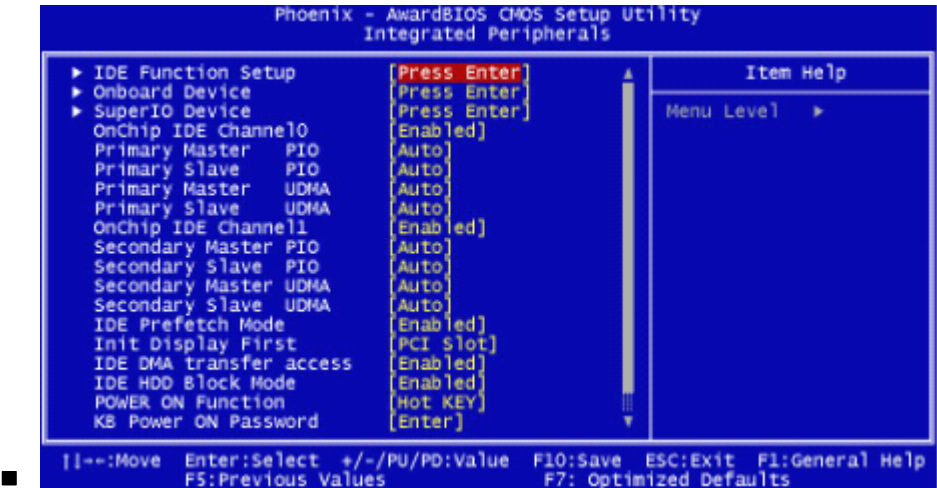 Phoenix - AwardBIOS CMOS Setup Utility
Integrated Peripherals
► IDE Function Setup [Press Enter]
► Onboard Device [Press Enter]
► SuperIO Device [Press Enter]
OnChip IDE Channel0 [Enabled]
Primary Master PIO [Auto]
Primary Slave PIO [Auto]
Primary Master UDMA [Auto]
Primary Slave UDMA [Auto]
OnChip IDE Channel1 [Enabled]
Secondary Master PIO [Auto]
Secondary Slave PIO [Auto]
Secondary Master UDMA [Auto]
Secondary Slave UDMA [Auto]
IDE Prefetch Mode [Enabled]
Init Display First [PCI Slot]
IDE DMA transfer access [Enabled]
IDE HDD Block Mode [Enabled]
POWER ON Function [Hot KEY]
KB Power ON Password [Enter]
Item Help
Menu Level ►
↑↓→←:Move Enter:Select +/-/PU/PD:Value F10:Save ESC:Exit F1:General Help
F5:Previous Values F7: Optimized Defaults